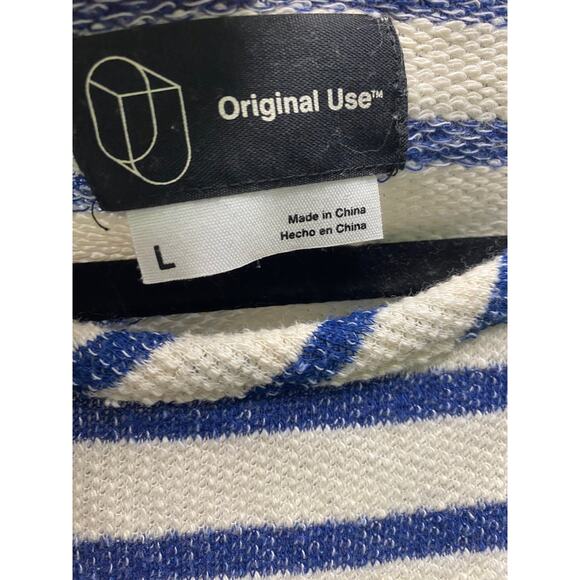 Original Use™
L
Made in China
Hecho en China